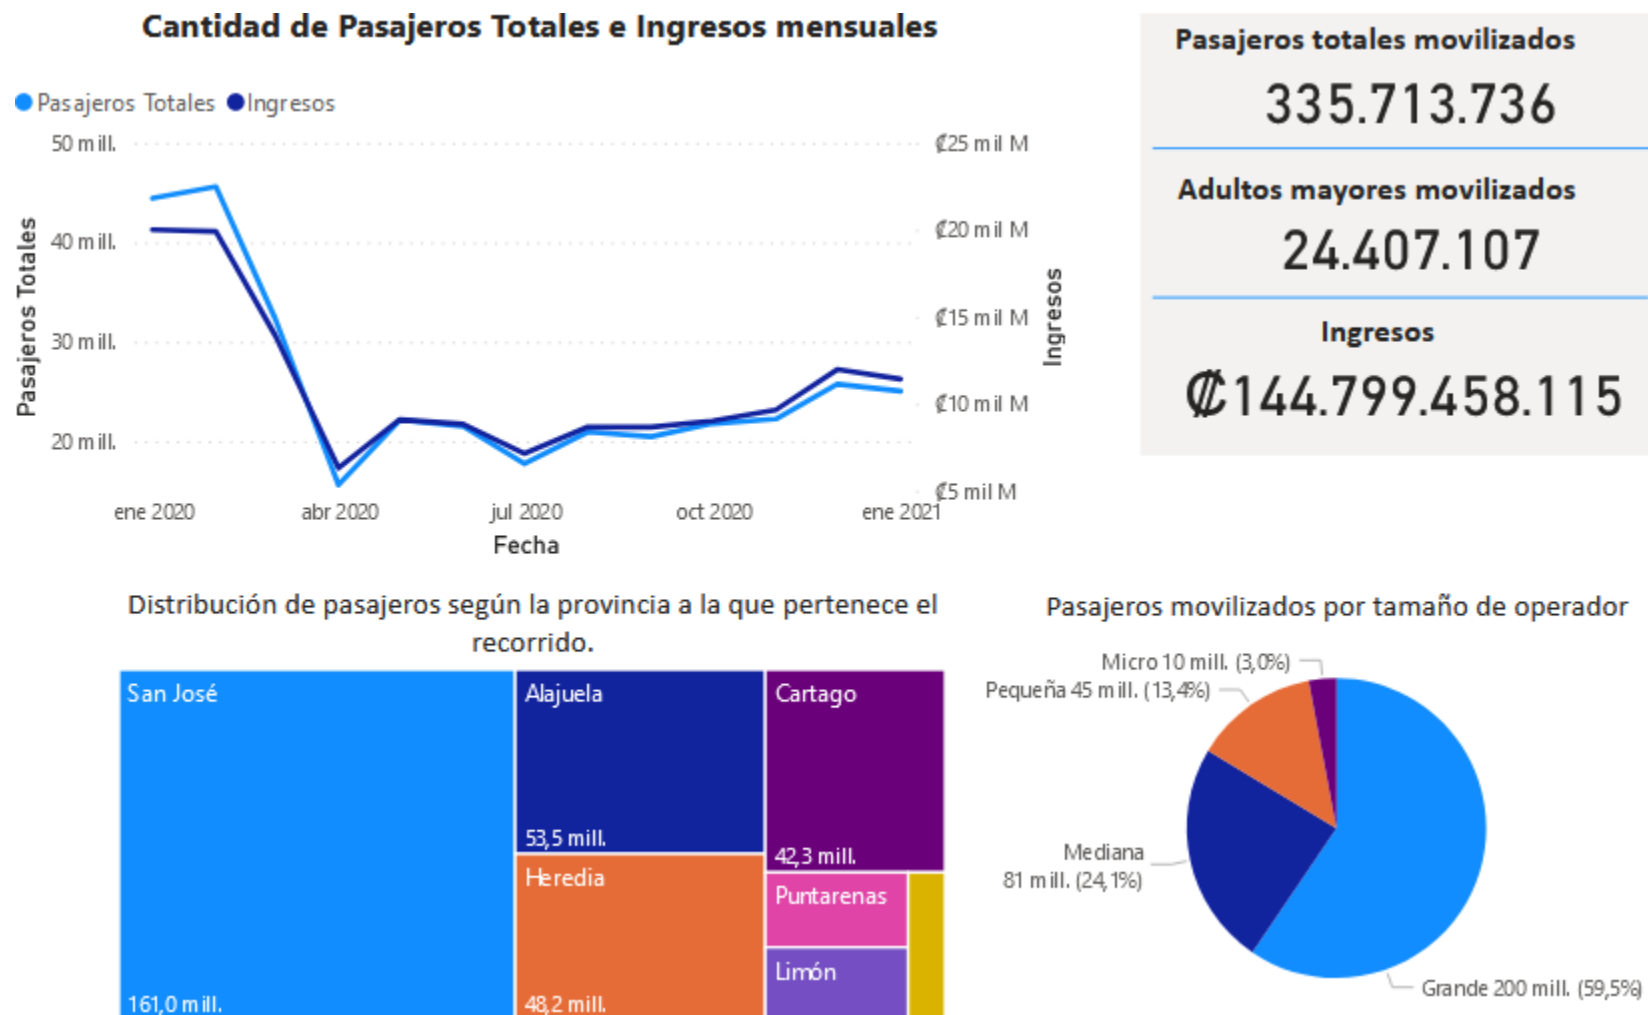 Cantidad de Pasajeros Totales e Ingresos mensuales
Pasajeros Totales
Ingresos
50 mill.
40 mill.
30 mill.
20 mill.
Pasajeros Totales
₡25 mil M
₡20 mil M
₡15 mil M
₡10 mil M
₡5 mil M
Ingresos
ene 2020
abr 2020
jul 2020
oct 2020
ene 2021
Fecha
Pasajeros totales movilizados
335.713.736
Adultos mayores movilizados
24.407.107
Ingresos
₡144.799.458.115
Distribución de pasajeros según la provincia a la que pertenece el
recorrido.
San José
161,0 mill.
Alajuela
53,5 mill.
Heredia
48,2 mill.
Cartago
42,3 mill.
Puntarenas
Limón
Pasajeros movilizados por tamaño de operador
Micro 10 mill. (3,0%)
Pequeña 45 mill. (13,4%)
Mediana
81 mill. (24,1%)
Grande 200 mill. (59,5%)